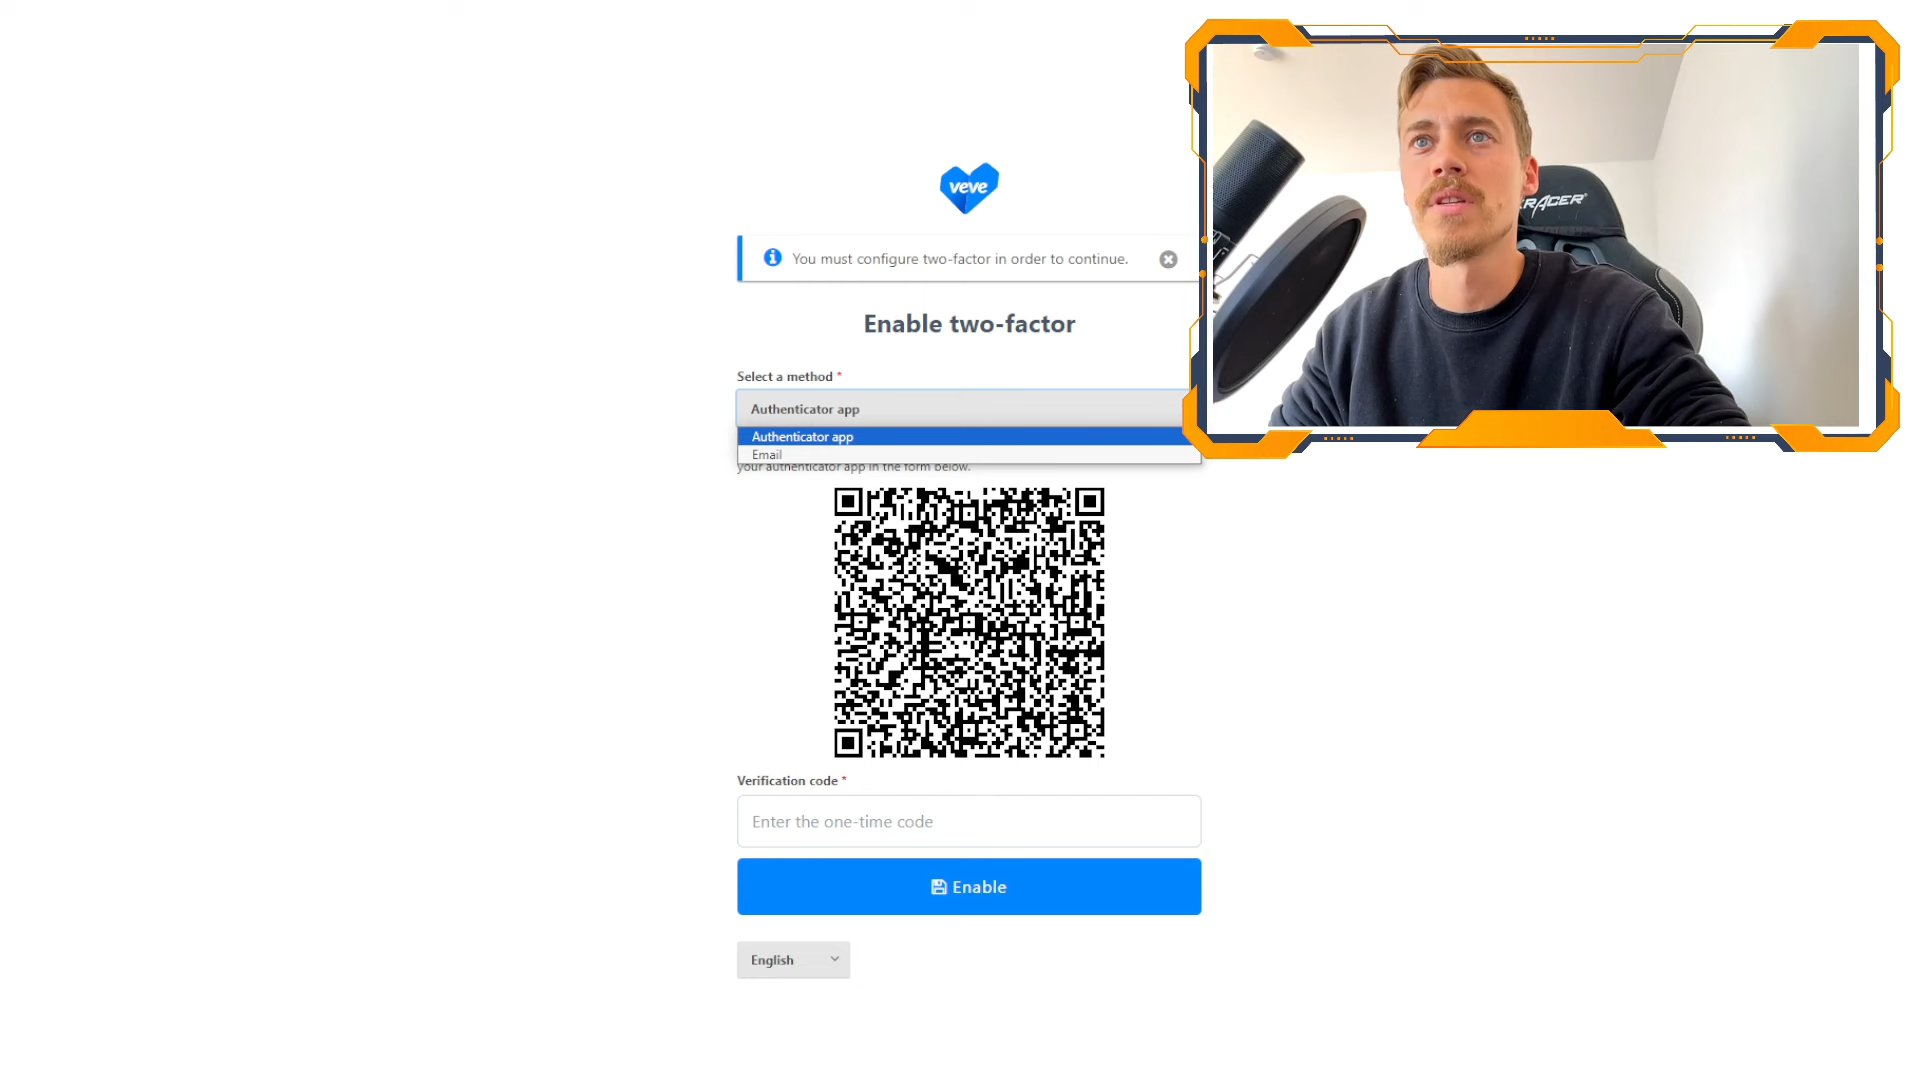 veve
You must configure two-factor in order to continue.
Enable two-factor
Select a method *
Authenticator app
Authenticator app
Email
your authenticator app in the form below.
Verification code *
Enter the one-time code
Enable
English
RACER